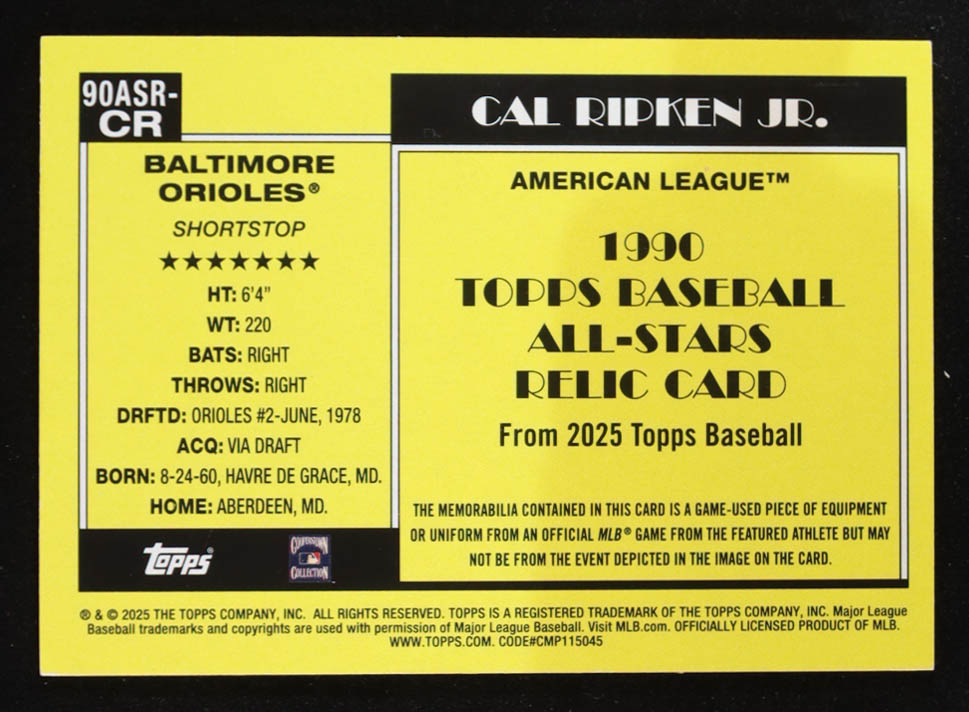 90ASR-
CR
BALTIMORE
ORIOLES®
SHORTSTOP
★★★★★★★
HT: 6'4"
WT: 220
BATS: RIGHT
THROWS: RIGHT
DRFTD: ORIOLES #2-JUNE, 1978
ACQ: VIA DRAFT
BORN: 8-24-60, HAVRE DE GRACE, MD.
HOME: ABERDEEN, MD.
topps®
COOPERSTOWN
COLLECTION
CAL RIPKEN JR.
AMERICAN LEAGUE™
1990
TOPPS BASEBALL
ALL-STARS
RELIC CARD
From 2025 Topps Baseball
THE MEMORABILIA CONTAINED IN THIS CARD IS A GAME-USED PIECE OF EQUIPMENT
OR UNIFORM FROM AN OFFICIAL MLB® GAME FROM THE FEATURED ATHLETE BUT MAY
NOT BE FROM THE EVENT DEPICTED IN THE IMAGE ON THE CARD.
® & © 2025 THE TOPPS COMPANY, INC. ALL RIGHTS RESERVED. TOPPS IS A REGISTERED TRADEMARK OF THE TOPPS COMPANY, INC. Major League
Baseball trademarks and copyrights are used with permission of Major League Baseball. Visit MLB.com. OFFICIALLY LICENSED PRODUCT OF MLB.
WWW.TOPPS.COM. CODE#CMP115045